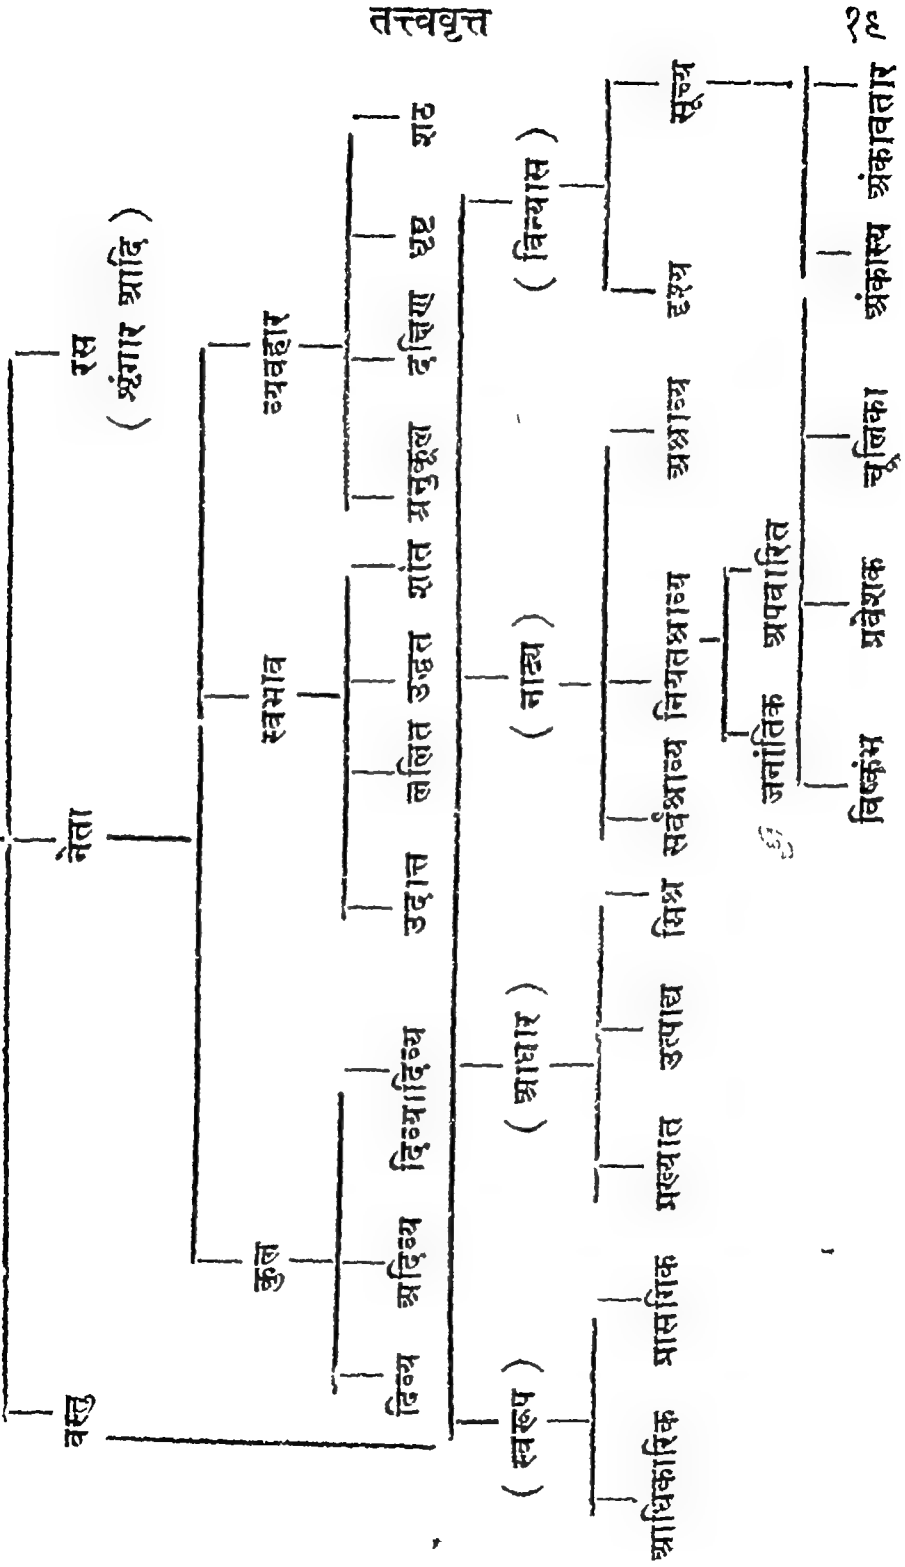 तत्त्ववृत्त
१८
वस्तु नेता रस
( शृंगार आदि )
कुल स्वभाव व्यवहार
दिव्य अदिव्य दिव्यादिव्य उदात्त ललित उद्धत शांत अनुकूल दक्षिण धृष्ट शठ
( स्वरूप ) ( आधार ) ( नाट्य ) ( विन्यास )
आधिकारिक प्रासंगिक प्रख्यात उत्पाद्य मिश्र सर्वश्राव्य नियतश्राव्य अश्राव्य दृश्य सूच्य
जनांतिक अपवारित
विष्कंभ प्रवेशक चूलिका अंकास्य अंकावतार